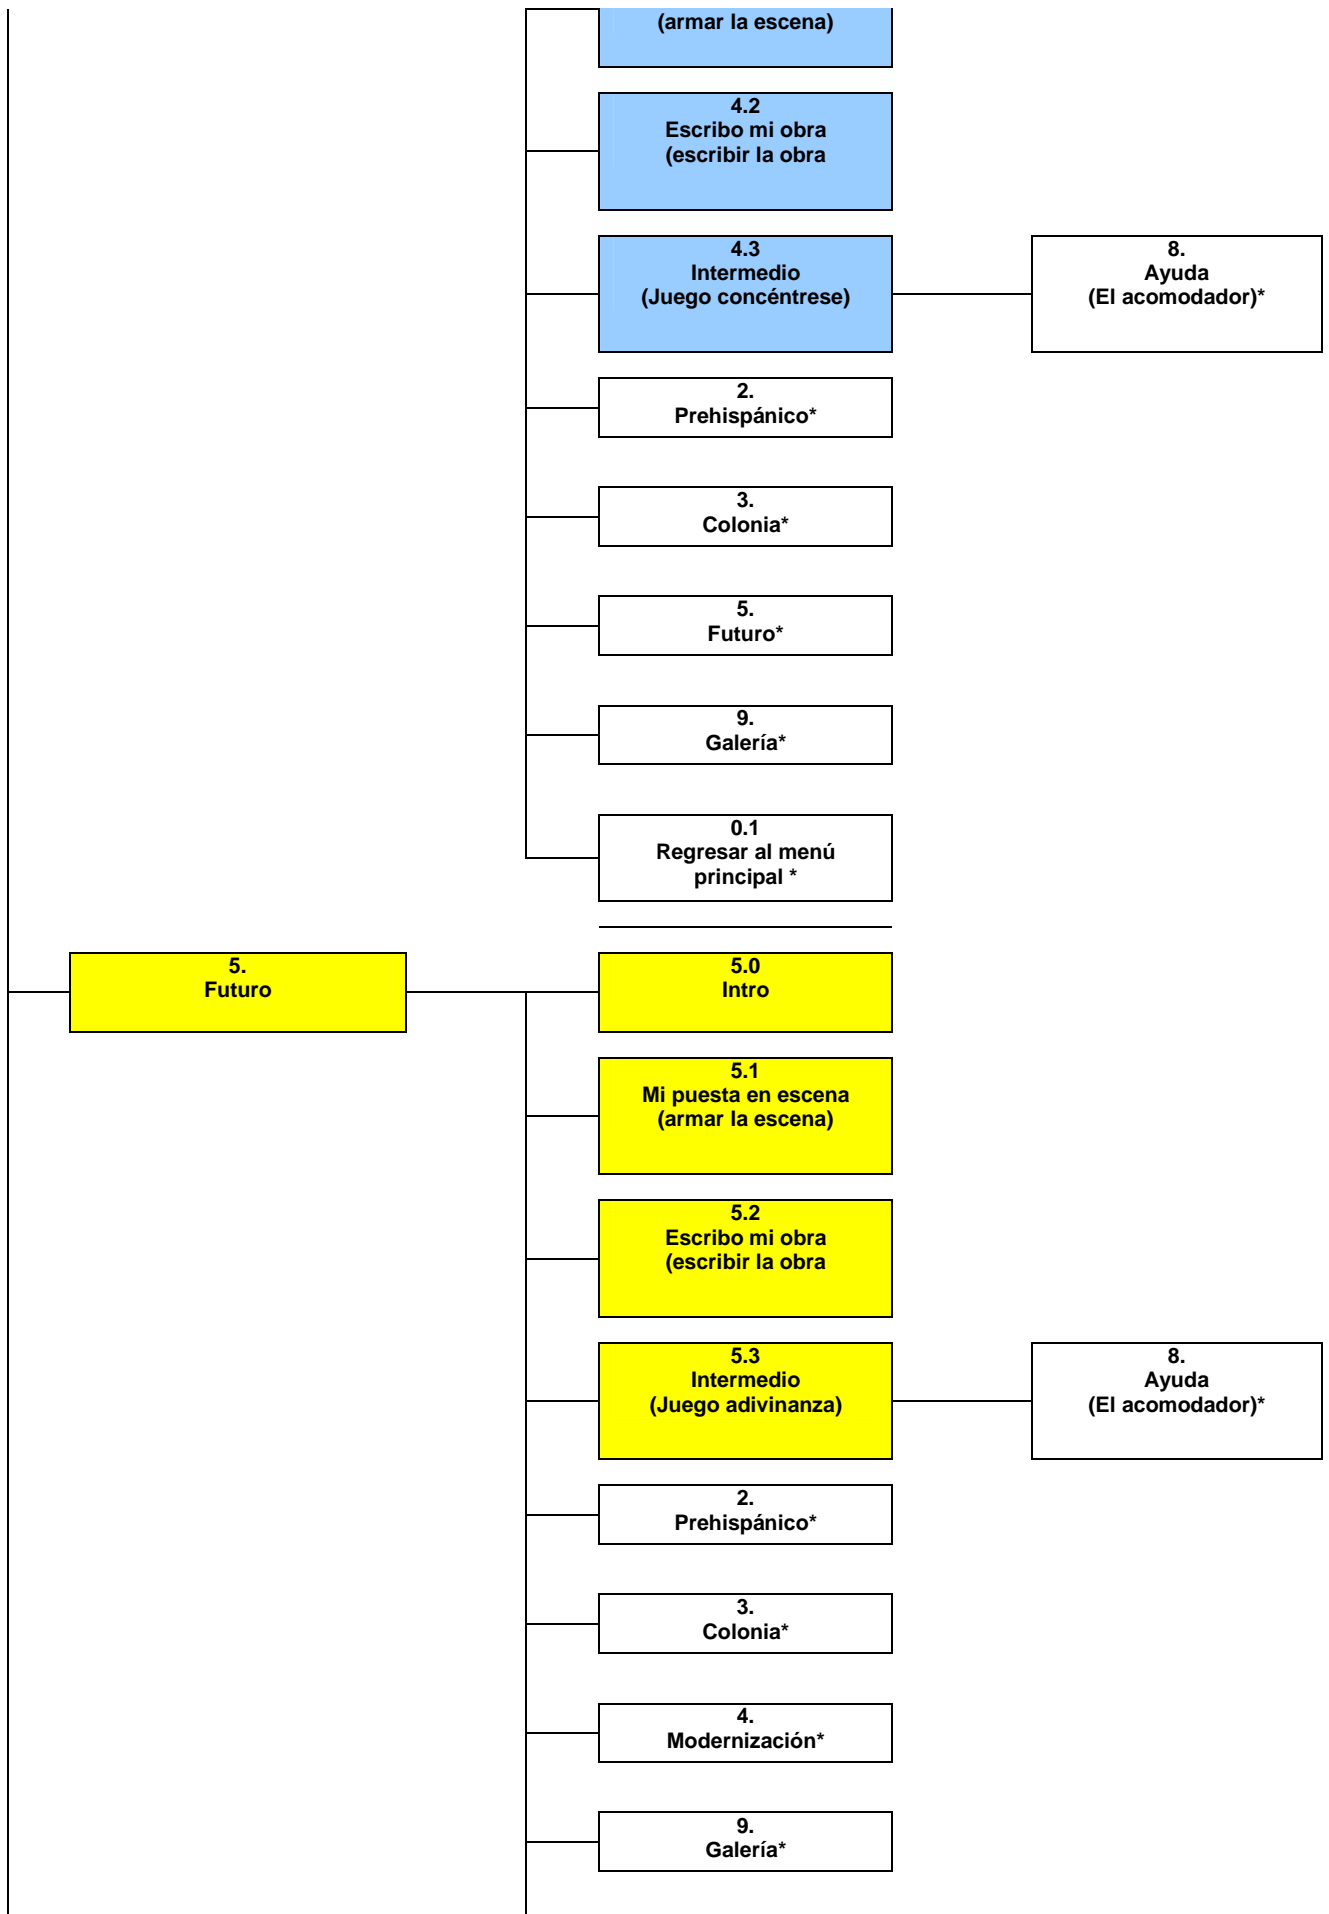 (armar la escena)
4.2
Escribo mi obra
(escribir la obra
4.3
Intermedio
(Juego concéntrese)
8.
Ayuda
(El acomodador)*
2.
Prehispánico*
3.
Colonia*
5.
Futuro*
9.
Galería*
0.1
Regresar al menú
principal *
5.
Futuro
5.0
Intro
5.1
Mi puesta en escena
(armar la escena)
5.2
Escribo mi obra
(escribir la obra
5.3
Intermedio
(Juego adivinanza)
8.
Ayuda
(El acomodador)*
2.
Prehispánico*
3.
Colonia*
4.
Modernización*
9.
Galería*